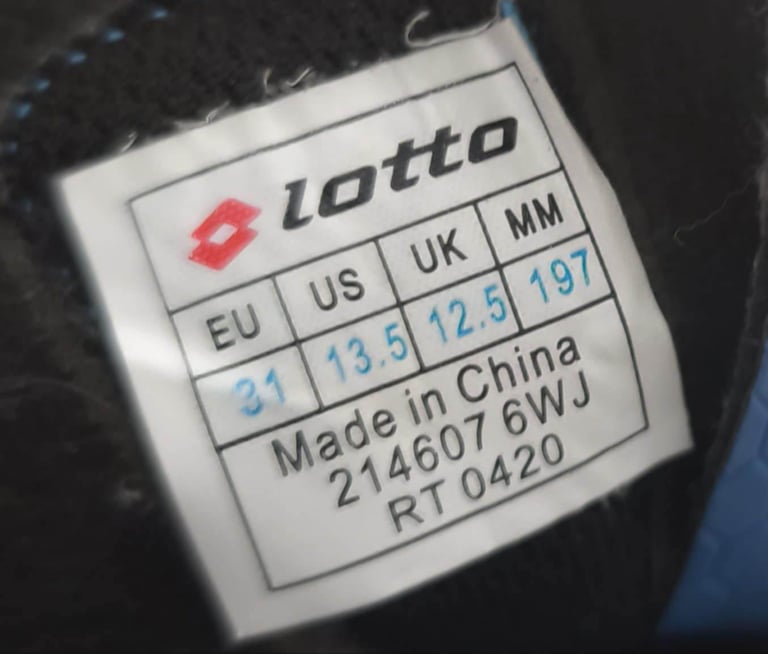 lotto
EU US UK MM
31 13.5 12.5 197
Made in China
214607 6WJ
RT 0420